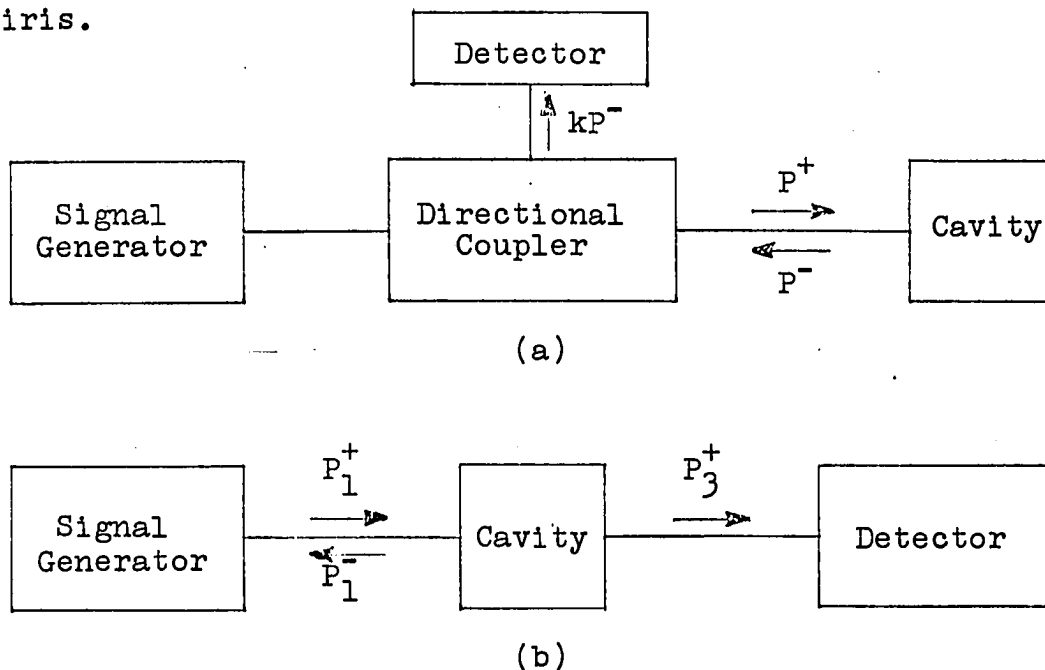 iris.
Detector
kP⁻
Signal
Generator
Directional
Coupler
P⁺
P⁻
Cavity
(a)
Signal
Generator
P₁⁺
P₁⁻
Cavity
P₃⁺
Detector
(b)